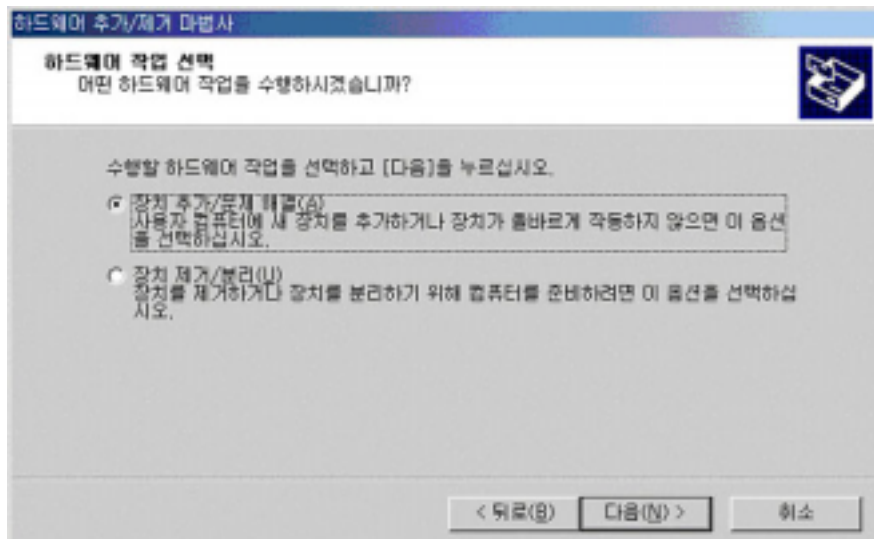 하드웨어 추가/제거 마법사
하드웨어 작업 선택
어떤 하드웨어 작업을 수행하시겠습니까?
수행할 하드웨어 작업을 선택하고 [다음]을 누르십시오.
장치 추가/문제 해결(A)
사용자 컴퓨터에 새 장치를 추가하거나 장치가 올바르게 작동하지 않으면 이 옵션
을 선택하십시오.
장치 제거/분리(U)
장치를 제거하거나 장치를 분리하기 위해 컴퓨터를 준비하려면 이 옵션을 선택하십
시오.
< 뒤로(B) 다음(N) > 취소